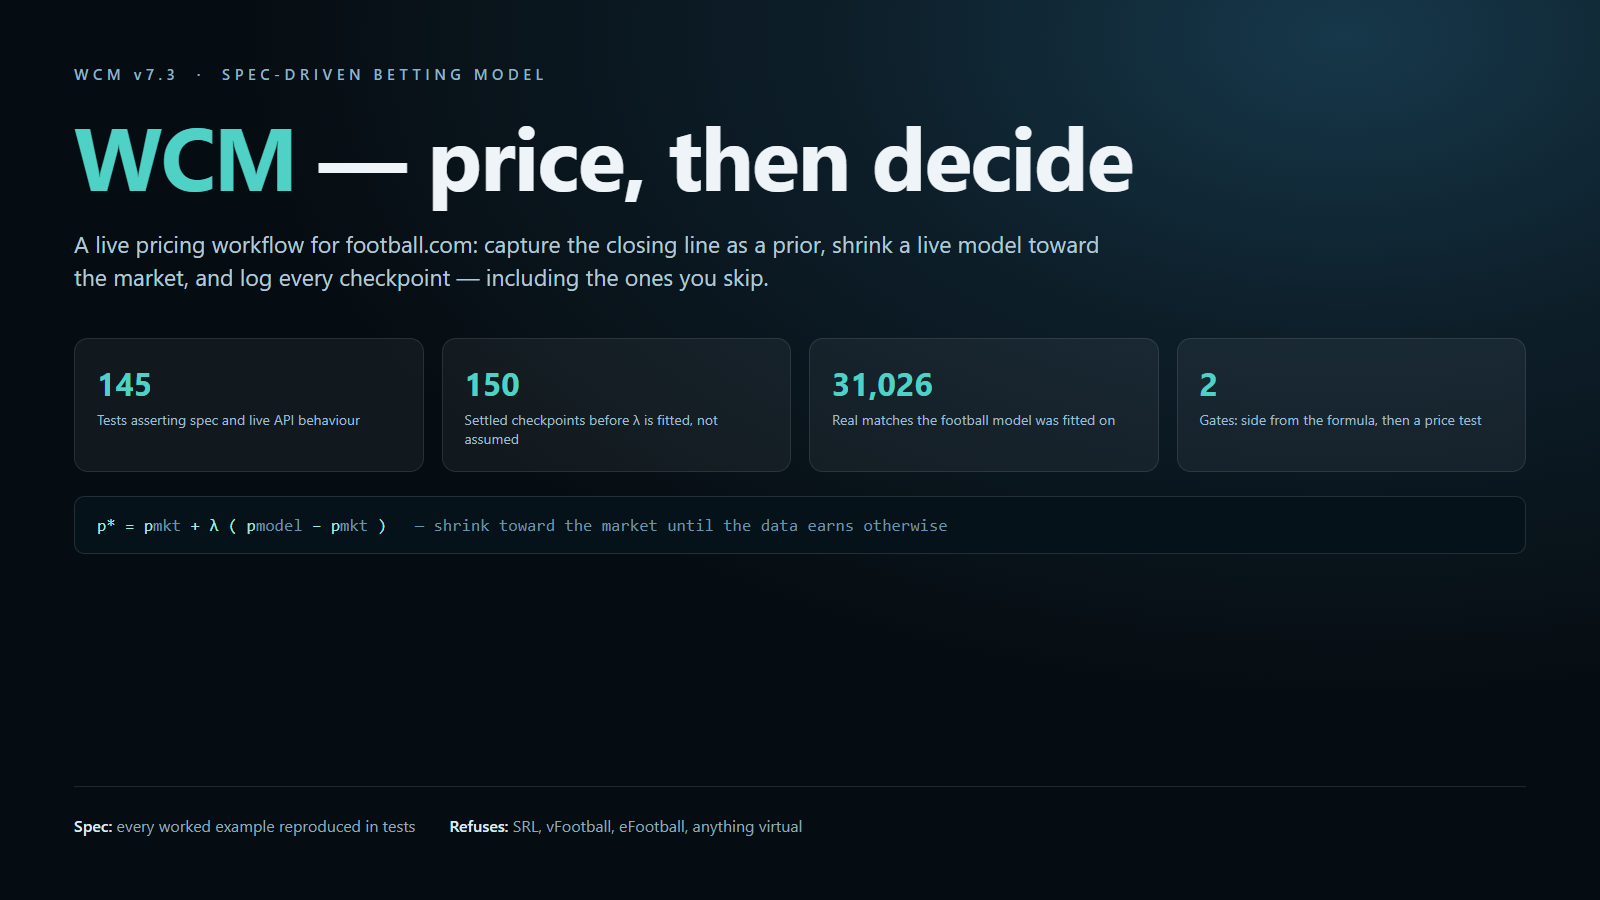 WCM v7.3 · SPEC-DRIVEN BETTING MODEL
WCM — price, then decide
A live pricing workflow for football.com: capture the closing line as a prior, shrink a live model toward
the market, and log every checkpoint — including the ones you skip.
145
Tests asserting spec and live API behaviour
150
Settled checkpoints before λ is fitted, not
assumed
31,026
Real matches the football model was fitted on
2
Gates: side from the formula, then a price test
p* = pmkt + λ ( pmodel − pmkt ) — shrink toward the market until the data earns otherwise
Spec: every worked example reproduced in tests Refuses: SRL, vFootball, eFootball, anything virtual